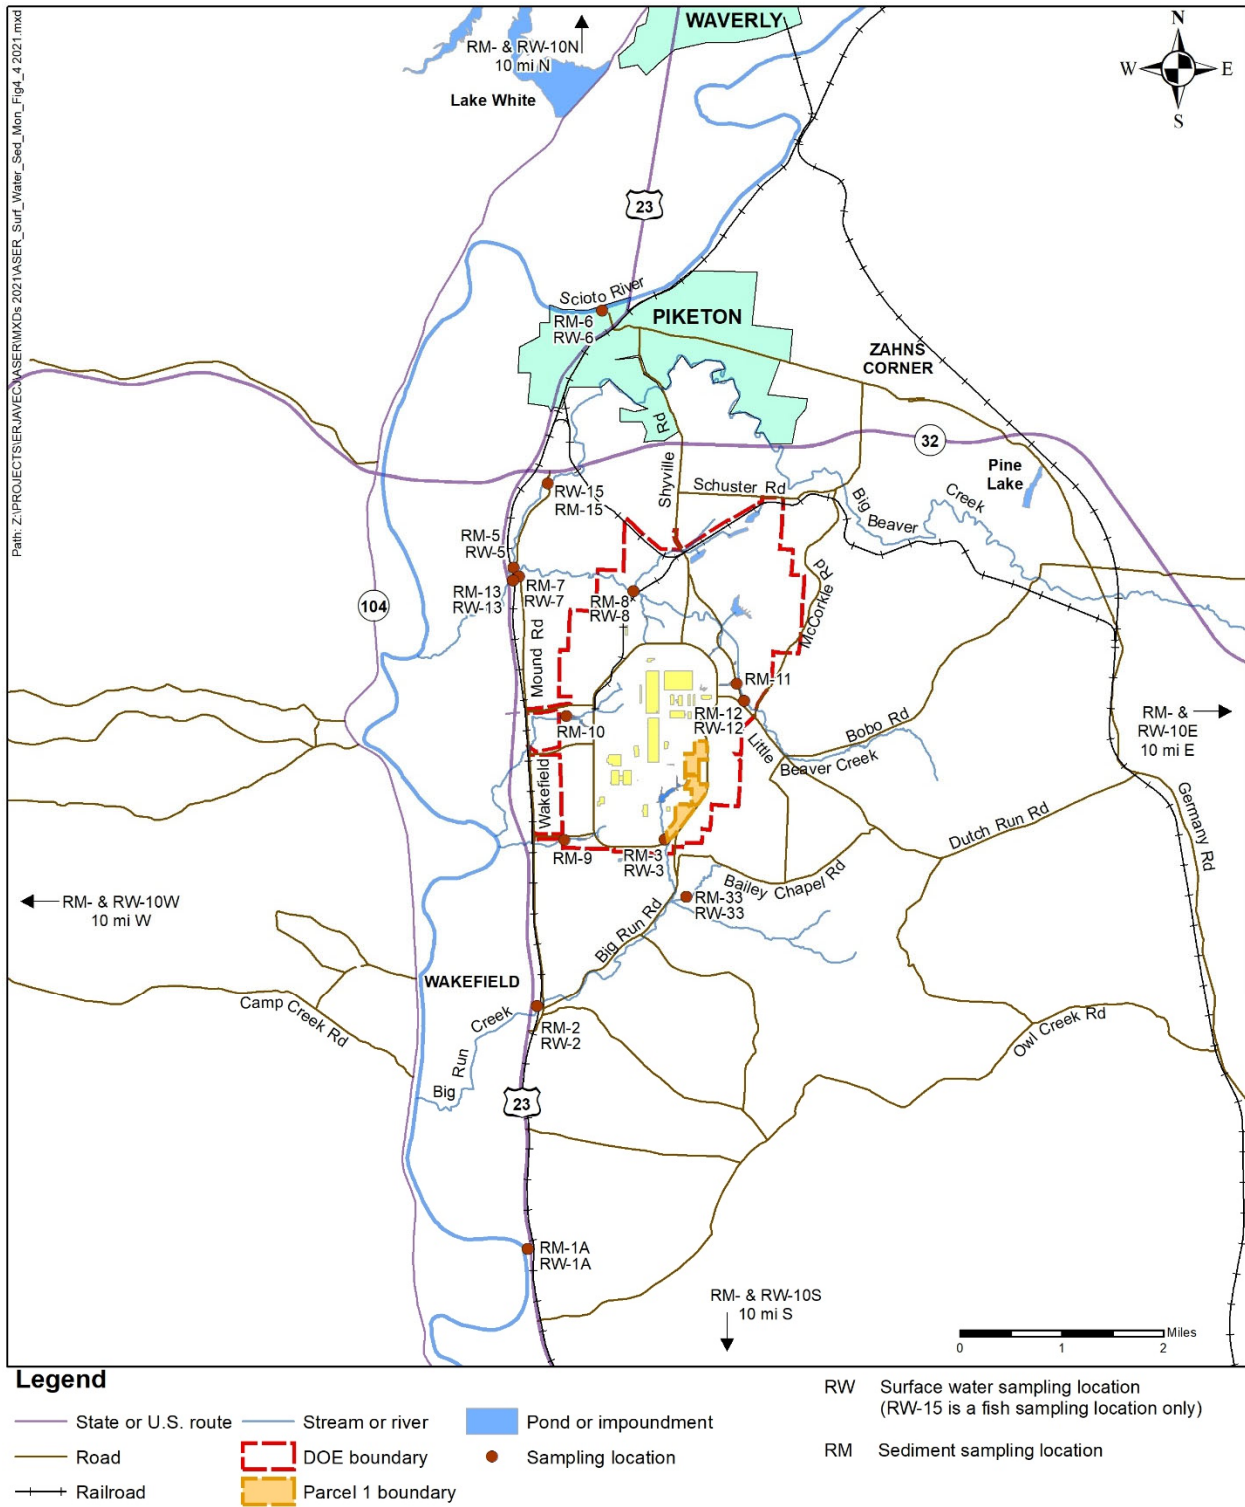 Path: Z:\PROJECTS\ERJAVECJ\ASER\MXDs 2021\ASER_Surf_Water_Sed_Mon_Fig4_4 2021.mxd
WAVERLY
RM- & RW-10N
10 mi N
Lake White
N
W
E
S
23
Scioto River
RM-6
RW-6
PIKETON
ZAHNS
CORNER
32
Pine
Lake
Shyville
Rd
Schuster Rd
Big Beaver
Creek
RW-15
RM-15
RM-5
RW-5
RM-13
RW-13
RM-7
RW-7
RM-8
RW-8
McCorkle Rd
104
Mound Rd
RM-11
RM-10
RM-12
RW-12
Little
Beaver Creek
Bobo Rd
RM- &
RW-10E
10 mi E
Wakefield
RM-9
RM-3
RW-3
Dutch Run Rd
Germany Rd
Bailey Chapel Rd
RM-33
RW-33
RM- & RW-10W
10 mi W
Big Run Rd
WAKEFIELD
Camp Creek Rd
Big Run Creek
RM-2
RW-2
Owl Creek Rd
23
RM-1A
RW-1A
RM- & RW-10S
10 mi S
Miles
0
1
2
Legend
State or U.S. route
Road
Railroad
Stream or river
DOE boundary
Parcel 1 boundary
Pond or impoundment
Sampling location
RW Surface water sampling location
(RW-15 is a fish sampling location only)
RM Sediment sampling location